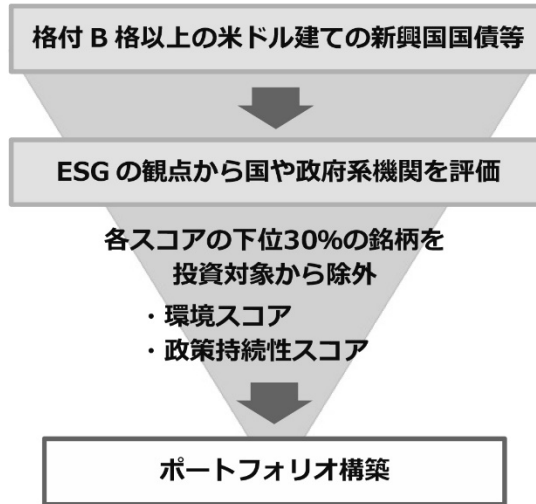 格付 B 格以上の米ドル建ての新興国国債等
ESG の観点から国や政府系機関を評価
各スコアの下位30%の銘柄を
投資対象から除外
・環境スコア
・政策持続性スコア
ポートフォリオ構築